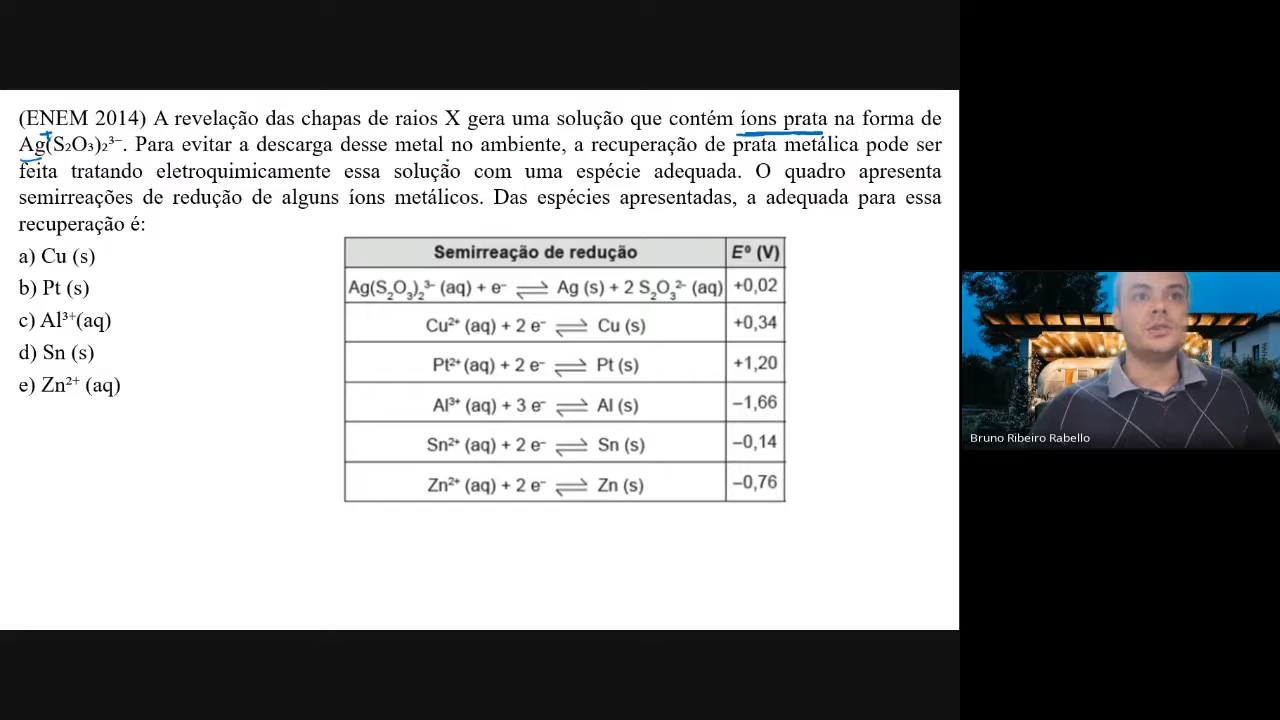 (ENEM 2014) A revelação das chapas de raios X gera uma solução que contém íons prata na forma de
Ag(S₂O₃)₂³⁻. Para evitar a descarga desse metal no ambiente, a recuperação de prata metálica pode ser
feita tratando eletroquimicamente essa solução com uma espécie adequada. O quadro apresenta
semirreações de redução de alguns íons metálicos. Das espécies apresentadas, a adequada para essa
recuperação é:
a) Cu (s)
b) Pt (s)
c) Al³⁺(aq)
d) Sn (s)
e) Zn²⁺ (aq)
Semirreação de redução E⁰ (V)
Ag(S₂O₃)₂³⁻ (aq) + e⁻ ⇌ Ag (s) + 2 S₂O₃²⁻ (aq) +0,02
Cu²⁺ (aq) + 2 e⁻ ⇌ Cu (s) +0,34
Pt²⁺ (aq) + 2 e⁻ ⇌ Pt (s) +1,20
Al³⁺ (aq) + 3 e⁻ ⇌ Al (s) –1,66
Sn²⁺ (aq) + 2 e⁻ ⇌ Sn (s) –0,14
Zn²⁺ (aq) + 2 e⁻ ⇌ Zn (s) –0,76
Bruno Ribeiro Rabello